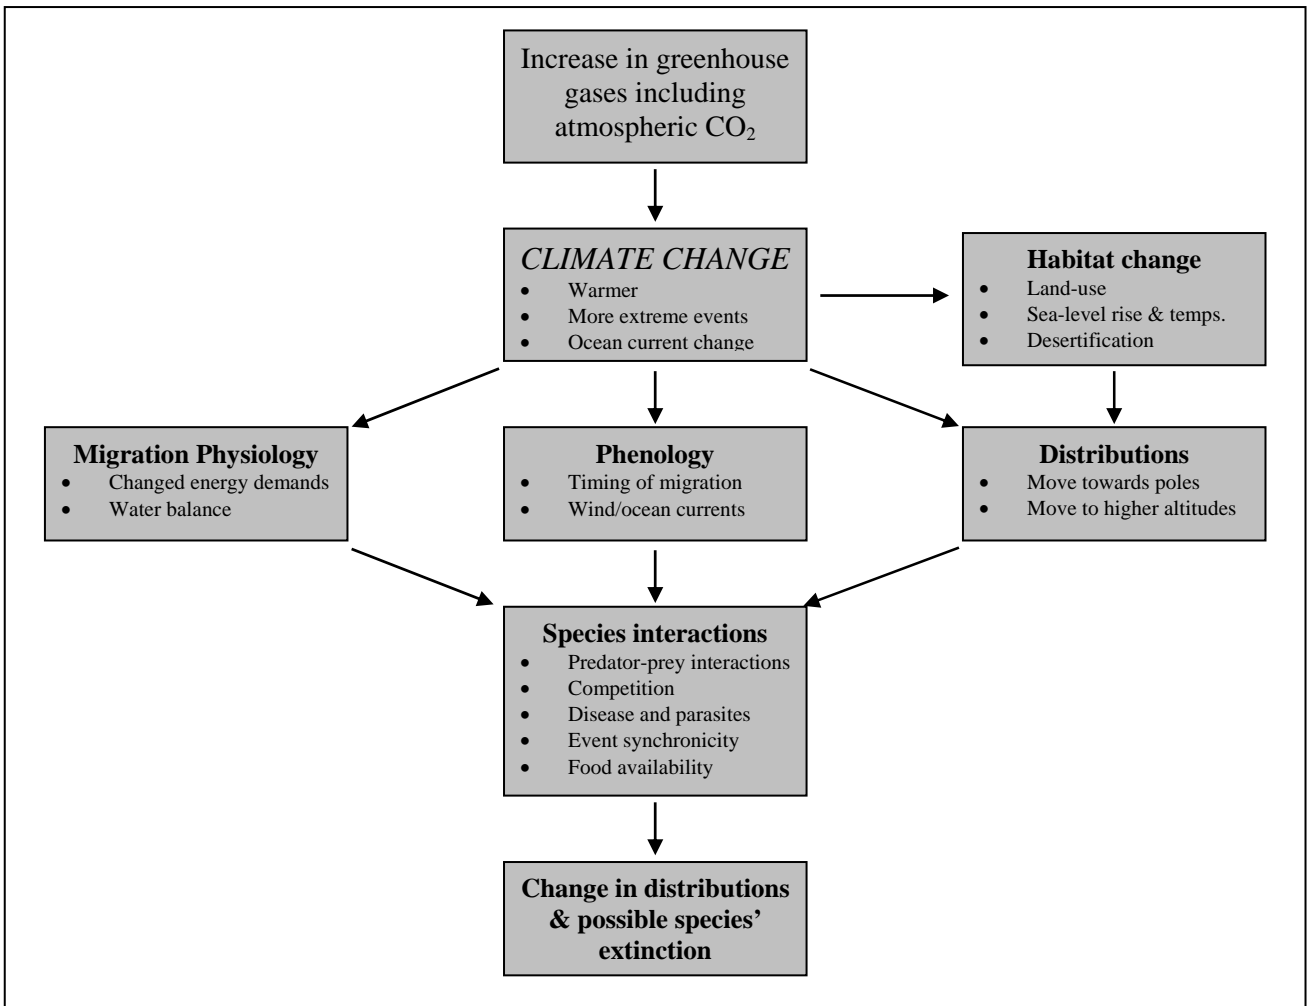 Increase in greenhouse
gases including
atmospheric CO₂
CLIMATE CHANGE
• Warmer
• More extreme events
• Ocean current change
Habitat change
• Land-use
• Sea-level rise & temps.
• Desertification
Migration Physiology
• Changed energy demands
• Water balance
Phenology
• Timing of migration
• Wind/ocean currents
Distributions
• Move towards poles
• Move to higher altitudes
Species interactions
• Predator-prey interactions
• Competition
• Disease and parasites
• Event synchronicity
• Food availability
Change in distributions
& possible species’
extinction